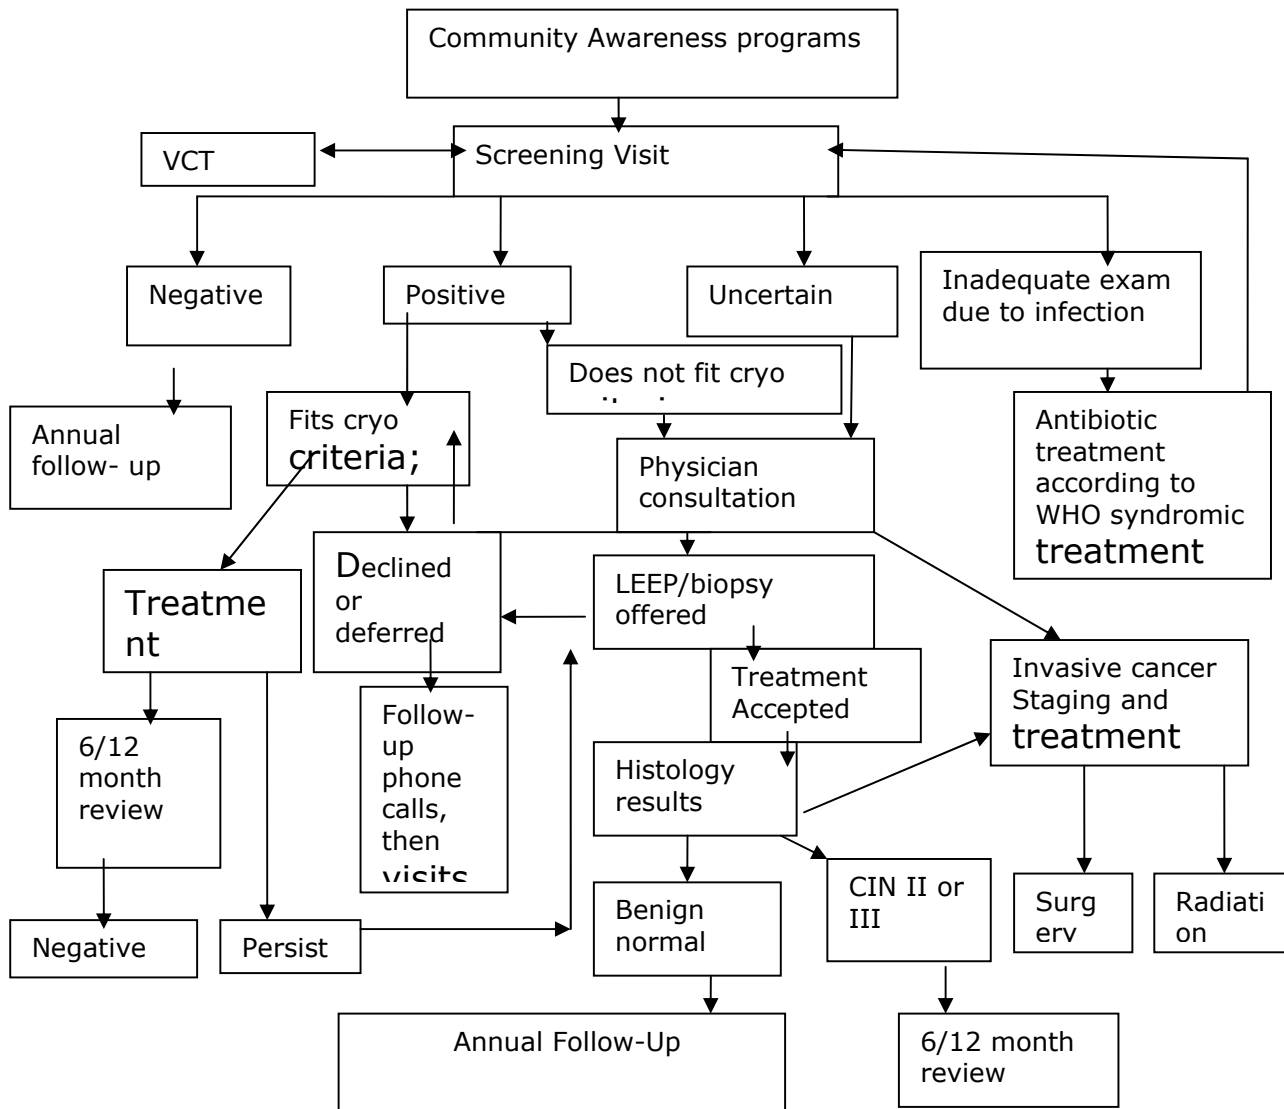 Community Awareness programs
VCT
Screening Visit
Negative
Positive
Uncertain
Inadequate exam
due to infection
Does not fit cryo
Annual
follow- up
Fits cryo
criteria;
Physician
consultation
Antibiotic
treatment
according to
WHO syndromic
treatment
Declined
or
deferred
LEEP/biopsy
offered
Treatme
nt
Treatment
Accepted
Invasive cancer
Staging and
treatment
6/12
month
review
Follow-
up
phone
calls,
then
visits
Histology
results
CIN II or
III
Surg
ery
Radiati
on
Benign
normal
Negative
Persist
Annual Follow-Up
6/12 month
review